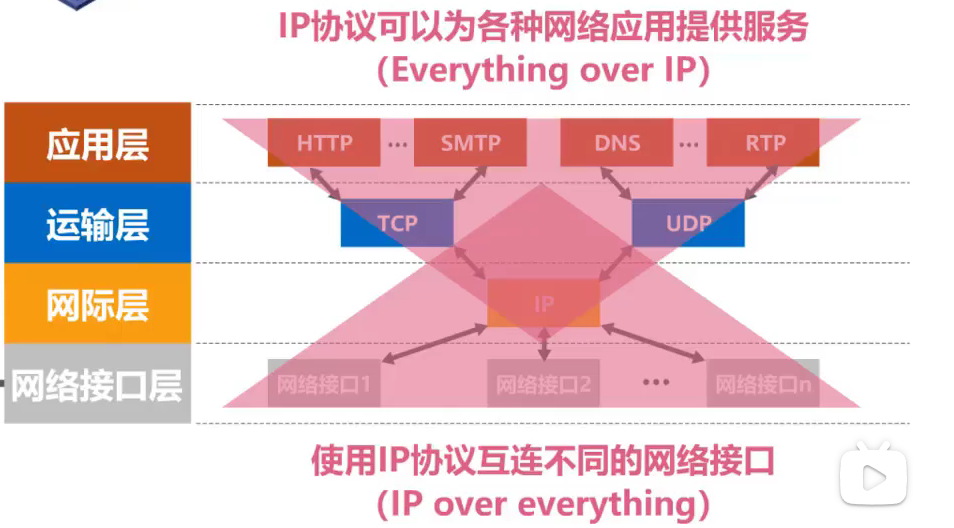 IP协议可以为各种网络应用提供服务
（Everything over IP）
应用层
HTTP ... SMTP DNS ... RTP
运输层
TCP UDP
网际层
IP
网络接口层
网络接口1 网络接口2 ... 网络接口n
使用IP协议互连不同的网络接口
（IP over everything）